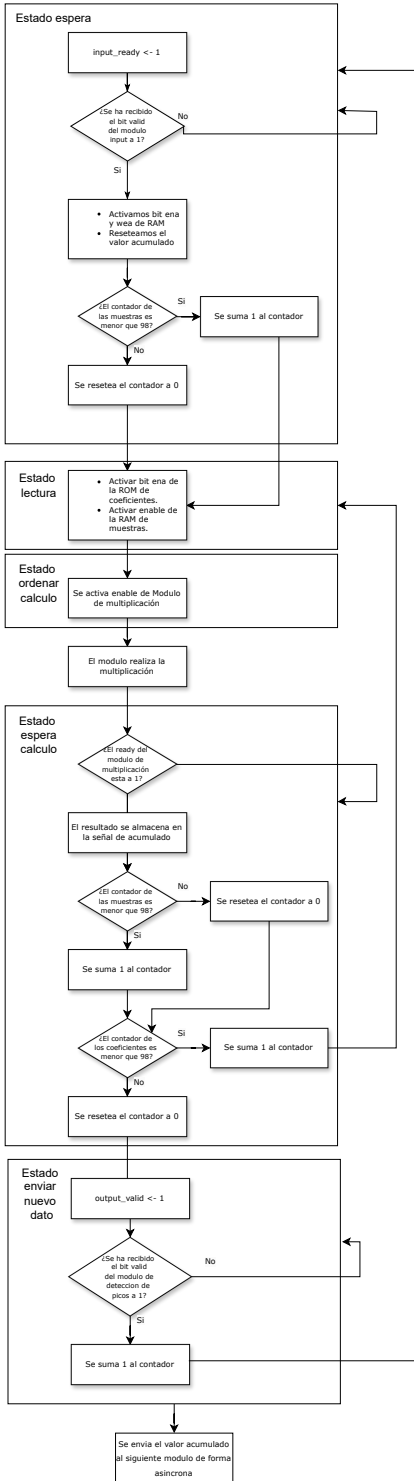 Estado espera
input_ready <- 1
¿Se ha recibido
el bit valid
del modulo
input a 1?
No
Si
• Activamos bit ena
y wea de RAM
• Reseteamos el
valor acumulado
¿El contador de
las muestras es
menor que 98?
Si
Se suma 1 al contador
No
Se resetea el contador a 0
Estado
lectura
• Activar bit ena de
la ROM de
coeficientes.
• Activar enable de
la RAM de
muestras.
Estado
ordenar
calculo
Se activa enable de Modulo
de multiplicación
El modulo realiza la
multiplicación
Estado
espera
calculo
¿El ready del
modulo de
multiplicación
esta a 1?
El resultado se almacena en
la señal de acumulado
¿El contador de
las muestras es
menor que 98?
No
Se resetea el contador a 0
Si
Se suma 1 al contador
¿El contador de
los coeficientes es
menor que 98?
Si
Se suma 1 al contador
No
Se resetea el contador a 0
Estado
enviar
nuevo
dato
output_valid <- 1
¿Se ha recibido
el bit valid
del modulo de
deteccion de
picos a 1?
No
Si
Se suma 1 al contador
Se envia el valor acumulado
al siguiente modulo de forma
asincrona